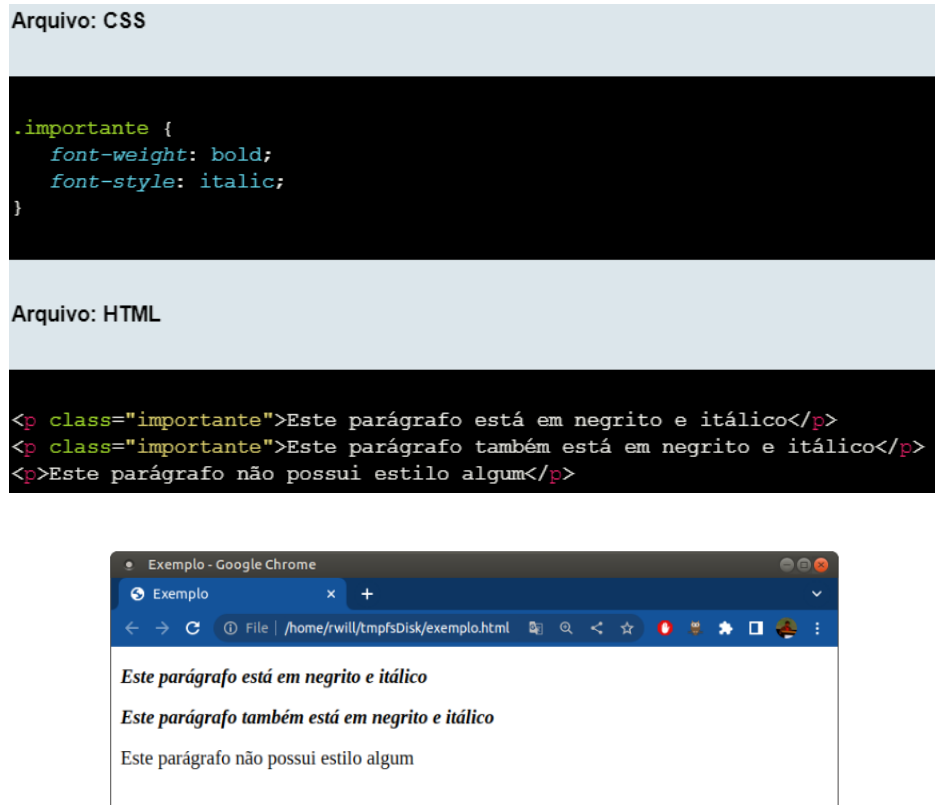 Arquivo: CSS
.importante {
font-weight: bold;
font-style: italic;
}
Arquivo: HTML
<p class="importante">Este parágrafo está em negrito e itálico</p>
<p class="importante">Este parágrafo também está em negrito e itálico</p>
<p>Este parágrafo não possui estilo algum</p>
Exemplo - Google Chrome
Exemplo
File | /home/rwill/tmpfsDisk/exemplo.html
Este parágrafo está em negrito e itálico
Este parágrafo também está em negrito e itálico
Este parágrafo não possui estilo algum